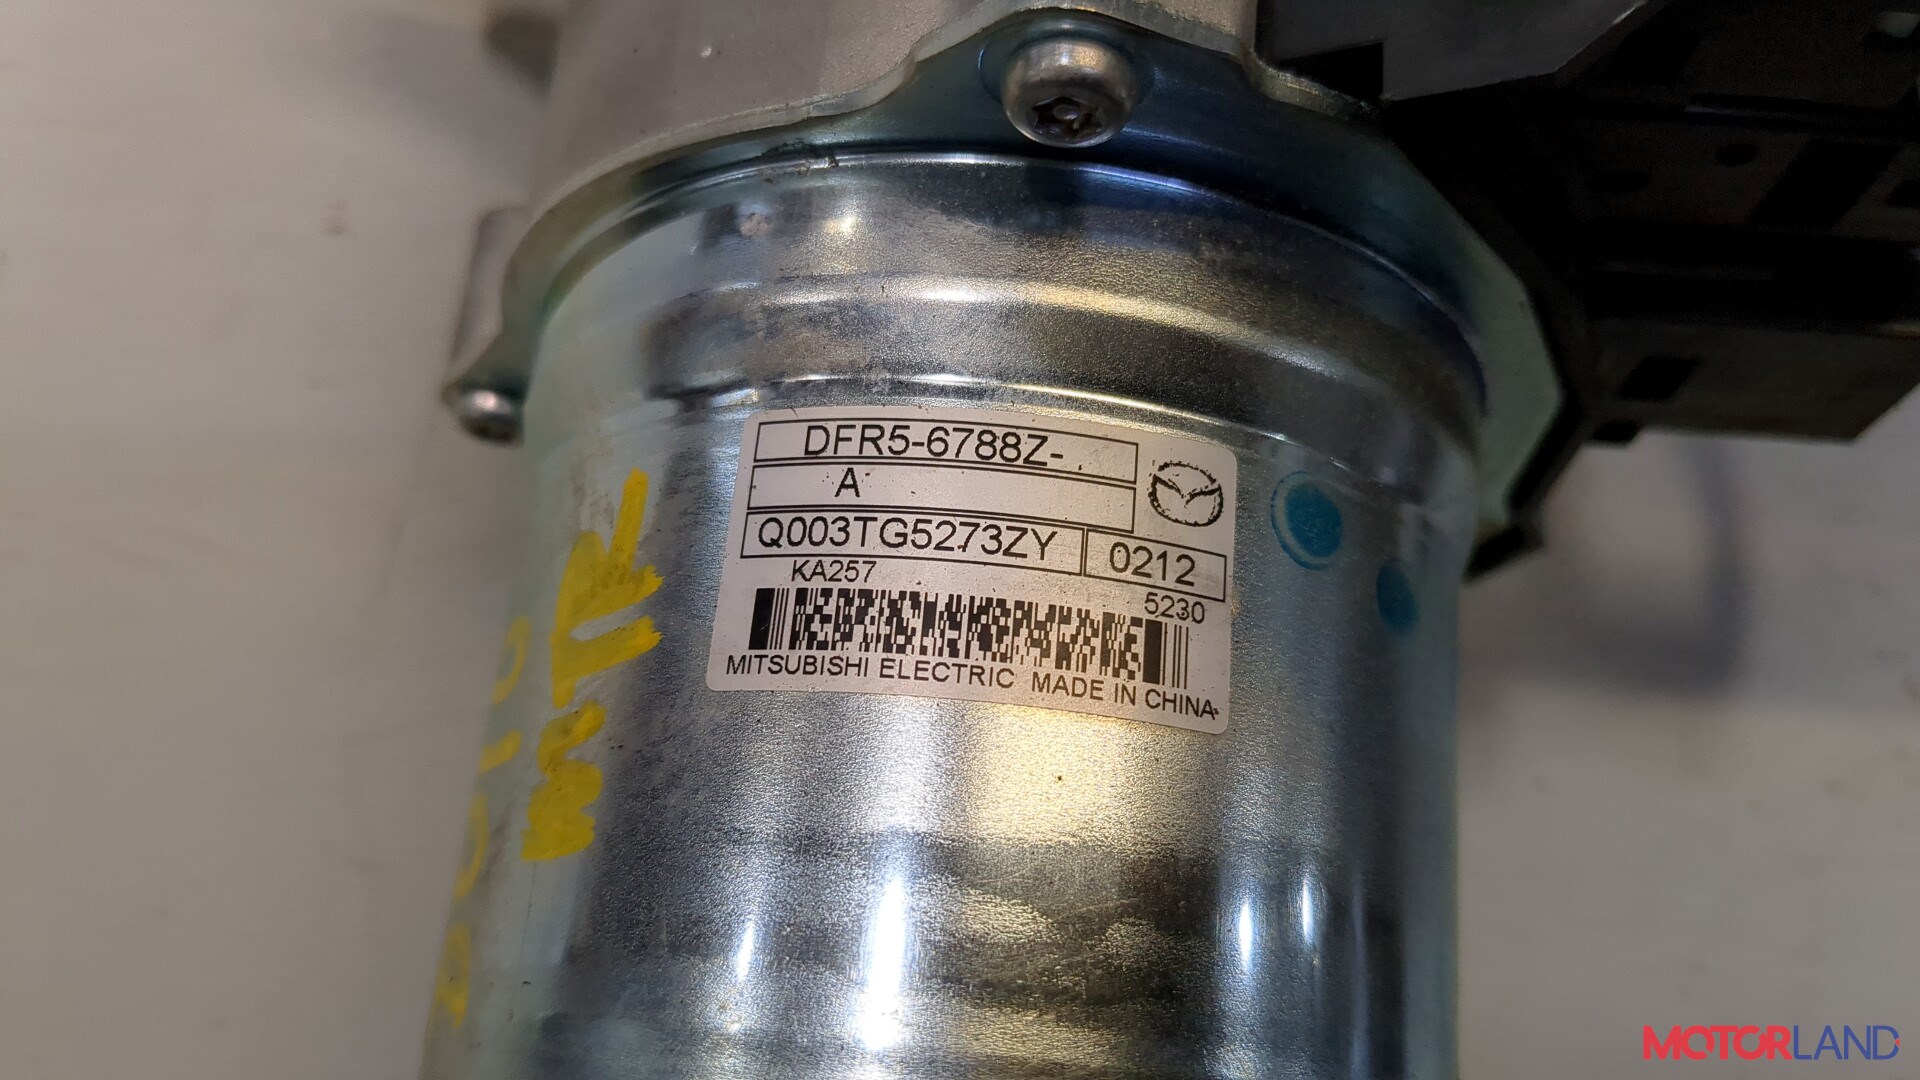 DFR5-6788Z-
A
Q003TG5273ZY
0212
KA257
5230
MITSUBISHI ELECTRIC MADE IN CHINA
MOTORLAND